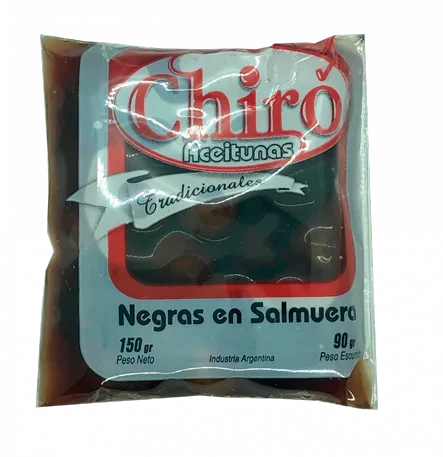 Chiró
Aceitunas
Tradicionales
Negras en Salmuera
150 gr 90 gr
Peso Neto Industria Argentina Peso Escurrido